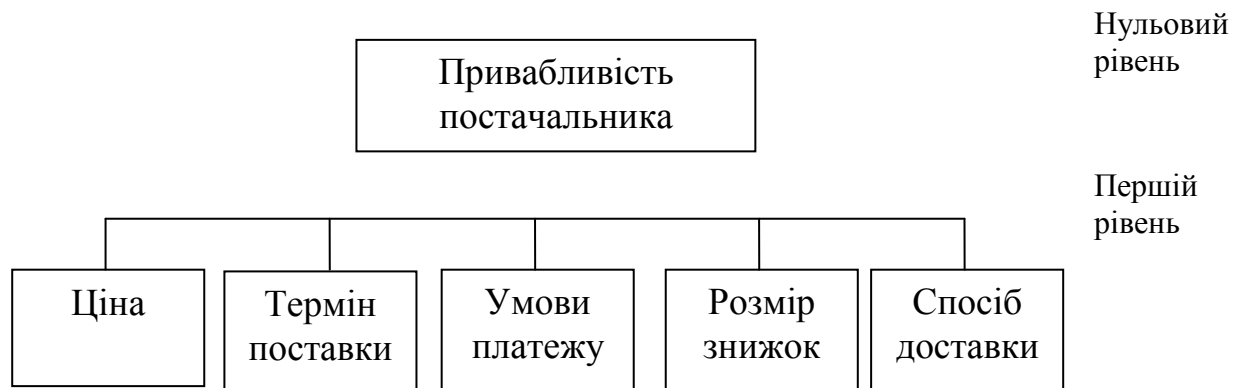 Нульовий
рівень
Привабливість
постачальника
Першій
рівень
Ціна
Термін
поставки
Умови
платежу
Розмір
знижок
Спосіб
доставки